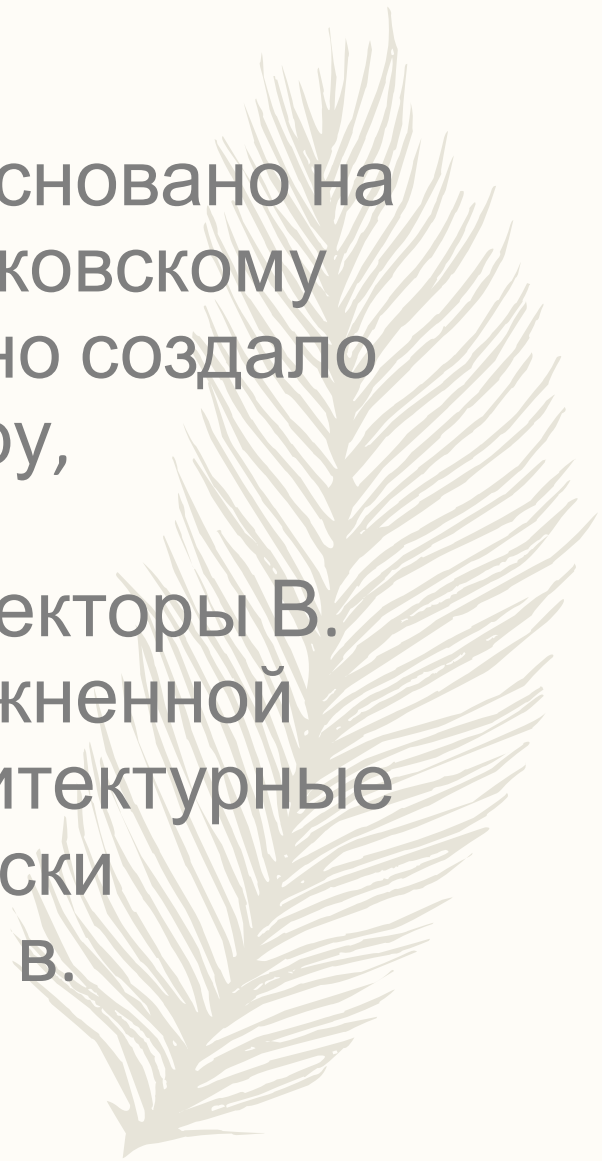 сновано на
ковскому
но создало
ру,
екторы В.
жненной
итектурные
ски
в.